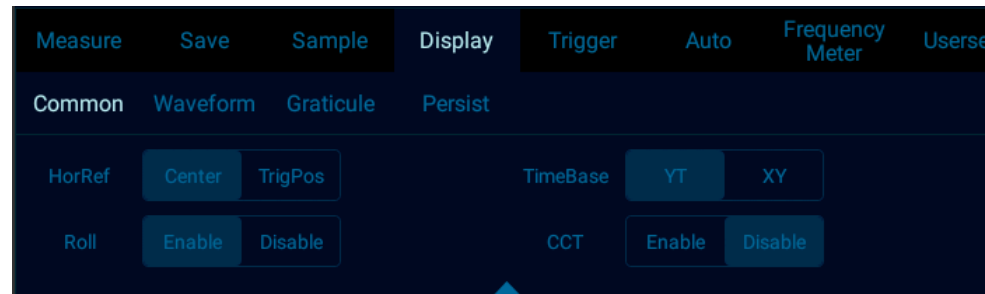 Measure Save Sample Display Trigger Auto Frequency Meter Userse
Common Waveform Graticule Persist
HorRef Center TrigPos TimeBase YT XY
Roll Enable Disable CCT Enable Disable